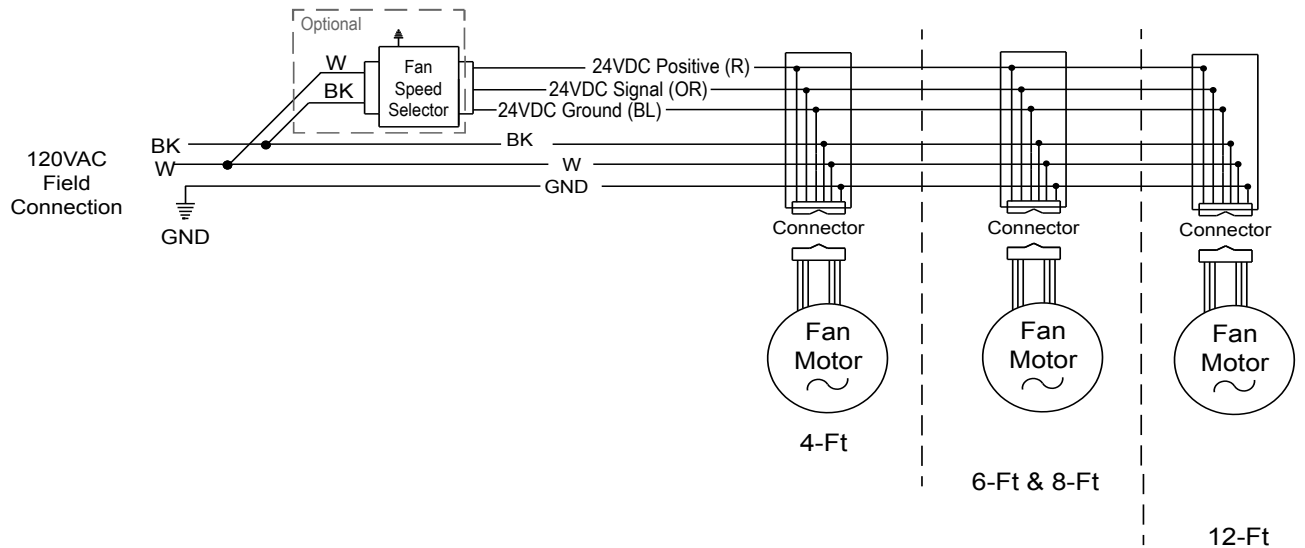 Optional
W
BK
Fan
Speed
Selector
24VDC Positive (R)
24VDC Signal (OR)
24VDC Ground (BL)
BK
BK
W
W
GND
120VAC
Field
Connection
GND
Connector
Connector
Connector
Fan
Motor
Fan
Motor
Fan
Motor
4-Ft
6-Ft & 8-Ft
12-Ft